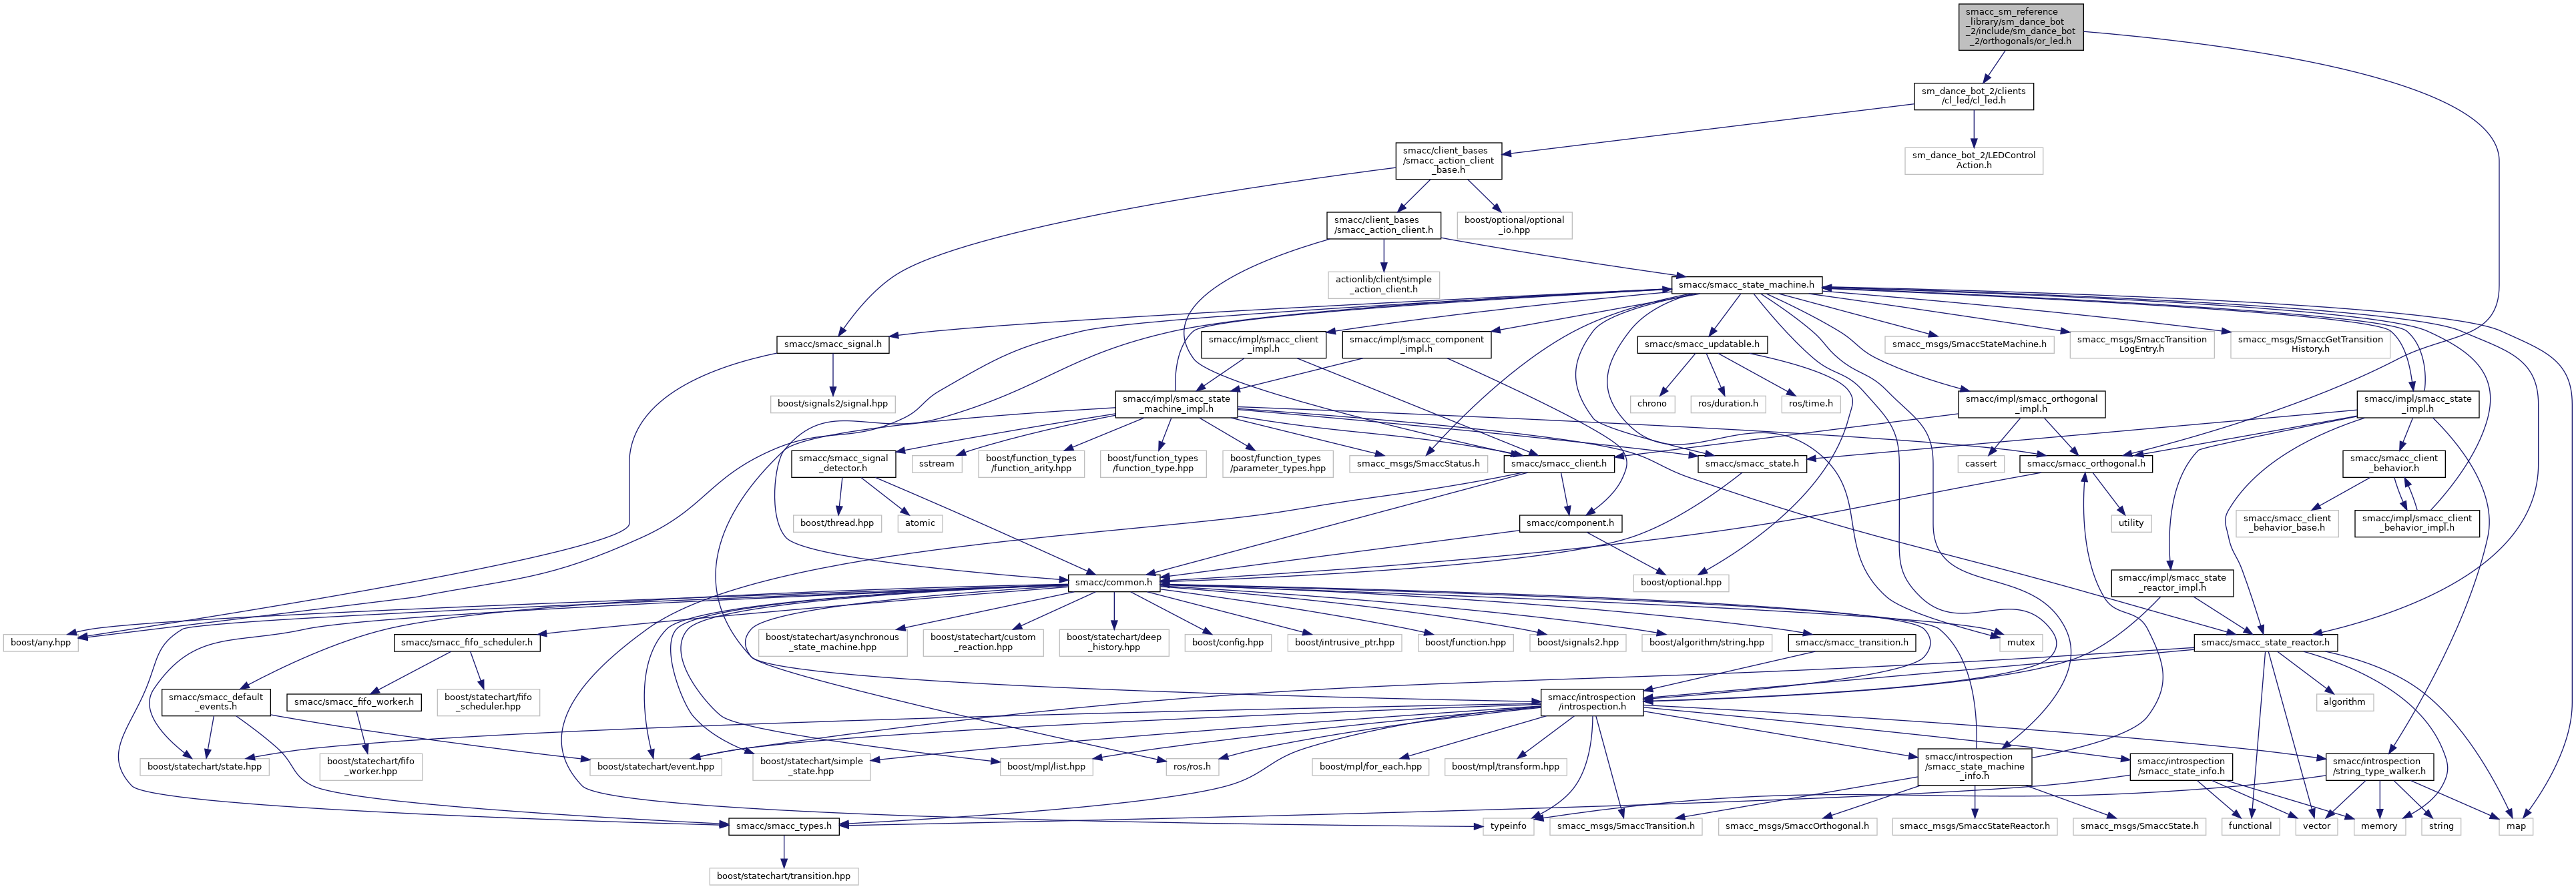 smacc_sm_reference
_library/sm_dance_bot
_2/include/sm_dance_bot
_2/orthogonals/or_led.h
sm_dance_bot_2/clients
/cl_led/cl_led.h
smacc/client_bases
/smacc_action_client
_base.h
sm_dance_bot_2/LEDControl
Action.h
smacc/client_bases
/smacc_action_client.h
boost/optional/optional
_io.hpp
actionlib/client/simple
_action_client.h
smacc/smacc_state_machine.h
smacc/smacc_signal.h
smacc/impl/smacc_client
_impl.h
smacc/impl/smacc_component
_impl.h
smacc/smacc_updatable.h
smacc_msgs/SmaccStateMachine.h
smacc_msgs/SmaccTransition
LogEntry.h
smacc_msgs/SmaccGetTransition
History.h
boost/signals2/signal.hpp
smacc/impl/smacc_state
_machine_impl.h
chrono
ros/duration.h
ros/time.h
smacc/impl/smacc_orthogonal
_impl.h
smacc/impl/smacc_state
_impl.h
smacc/smacc_signal
_detector.h
sstream
boost/function_types
/function_arity.hpp
boost/function_types
/function_type.hpp
boost/function_types
/parameter_types.hpp
smacc_msgs/SmaccStatus.h
smacc/smacc_client.h
smacc/smacc_state.h
cassert
smacc/smacc_orthogonal.h
smacc/smacc_client
_behavior.h
boost/thread.hpp
atomic
smacc/component.h
utility
smacc/smacc_client
_behavior_base.h
smacc/impl/smacc_client
_behavior_impl.h
smacc/common.h
boost/optional.hpp
smacc/impl/smacc_state
_reactor_impl.h
boost/any.hpp
smacc/smacc_fifo_scheduler.h
boost/statechart/asynchronous
_state_machine.hpp
boost/statechart/custom
_reaction.hpp
boost/statechart/deep
_history.hpp
boost/config.hpp
boost/intrusive_ptr.hpp
boost/function.hpp
boost/signals2.hpp
boost/algorithm/string.hpp
smacc/smacc_transition.h
mutex
smacc/smacc_state_reactor.h
smacc/smacc_default
_events.h
smacc/smacc_fifo_worker.h
boost/statechart/fifo
_scheduler.hpp
smacc/introspection
/introspection.h
algorithm
boost/statechart/state.hpp
boost/statechart/fifo
_worker.hpp
boost/statechart/event.hpp
boost/statechart/simple
_state.hpp
boost/mpl/list.hpp
ros/ros.h
boost/mpl/for_each.hpp
boost/mpl/transform.hpp
smacc/introspection
/smacc_state_machine
_info.h
smacc/introspection
/smacc_state_info.h
smacc/introspection
/string_type_walker.h
smacc/smacc_types.h
typeinfo
smacc_msgs/SmaccTransition.h
smacc_msgs/SmaccOrthogonal.h
smacc_msgs/SmaccStateReactor.h
smacc_msgs/SmaccState.h
functional
vector
memory
string
map
boost/statechart/transition.hpp